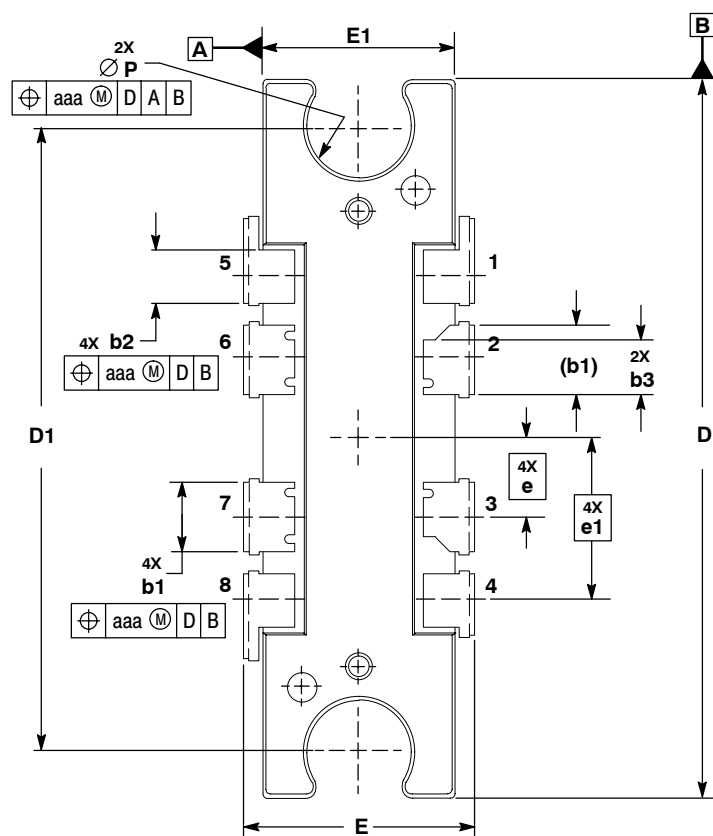 E1
A
B
2X
Ø P
⌖ aaa Ⓜ D A B
5
1
6
2
4X b2
⌖ aaa Ⓜ D B
(b1)
2X
b3
D1
D
4X
e
4X
e1
7
3
4X
b1
8
4
⌖ aaa Ⓜ D B
E